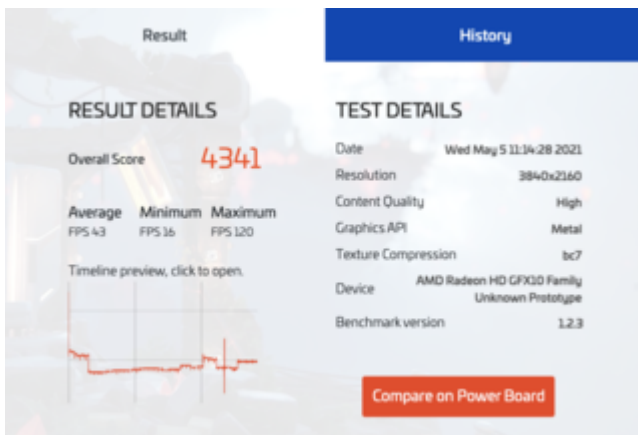 Result
History
RESULT DETAILS
Overall Score 4341
Average Minimum Maximum
FPS 43 FPS 16 FPS 120
Timeline preview, click to open.
TEST DETAILS
Date Wed May 5 11:14:28 2021
Resolution 3840x2160
Content Quality High
Graphics API Metal
Texture Compression bc7
Device AMD Radeon HD GFX10 Family
Unknown Prototype
Benchmark version 1.2.3
Compare on Power Board